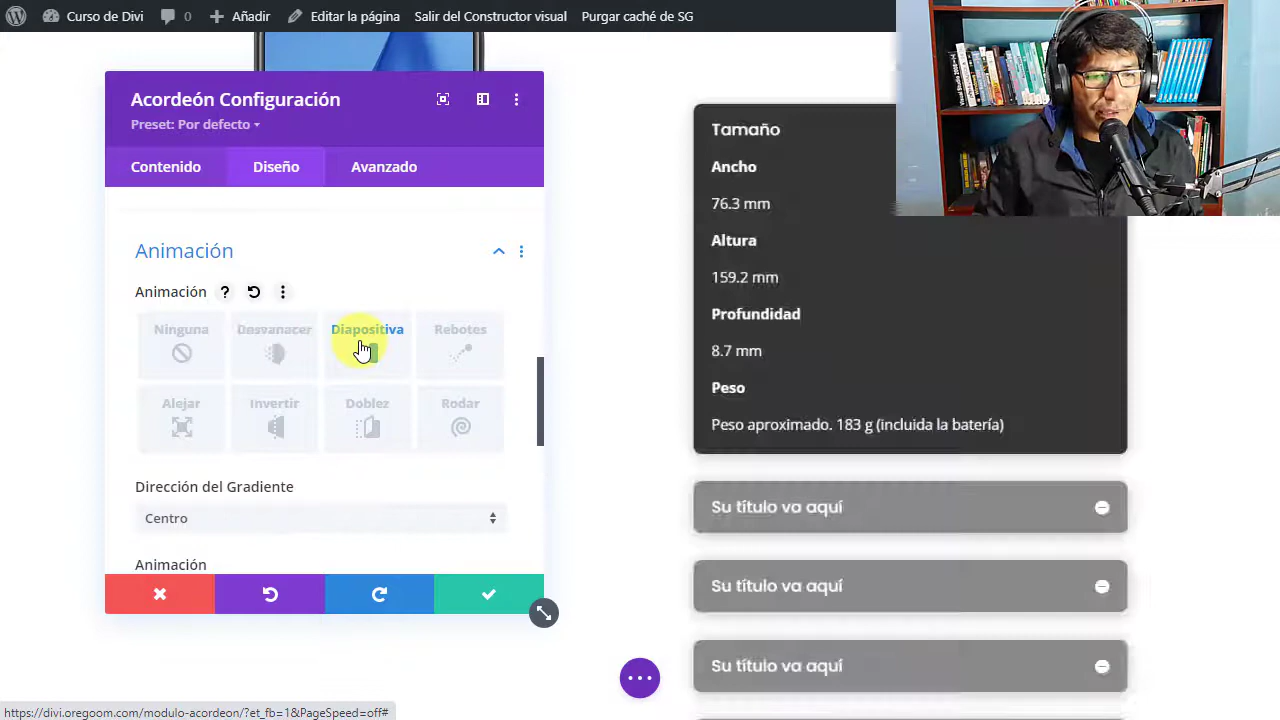 Curso de Divi 0 Añadir Editar la página Salir del Constructor visual Purgar caché de SG
Acordeón Configuración
Preset: Por defecto
Contenido Diseño Avanzado
Animación
Animación ?
Ninguna Desvanacer Diapositiva Rebotes
Alejar Invertir Doblez Rodar
Dirección del Gradiente
Centro
Animación
Tamaño
Ancho
76.3 mm
Altura
159.2 mm
Profundidad
8.7 mm
Peso
Peso aproximado. 183 g (incluida la batería)
Su título va aquí
Su título va aquí
Su título va aquí
https://divi.oregoom.com/modulo-acordeon/?et_fb=1&PageSpeed=off#